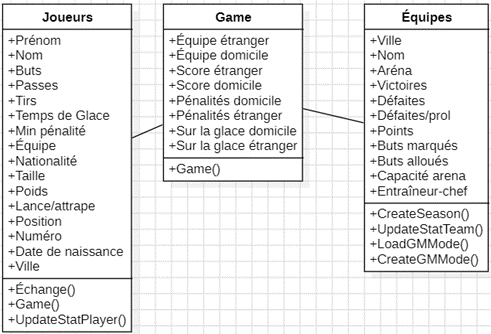 Joueurs
+Prénom
+Nom
+Buts
+Passes
+Tirs
+Temps de Glace
+Min pénalité
+Équipe
+Nationalité
+Taille
+Poids
+Lance/attrape
+Position
+Numéro
+Date de naissance
+Ville
+Échange()
+Game()
+UpdateStatPlayer()
Game
+Équipe étranger
+Équipe domicile
+Score étranger
+Score domicile
+Pénalités domicile
+Pénalités étranger
+Sur la glace domicile
+Sur la glace étranger
+Game()
Équipes
+Ville
+Nom
+Aréna
+Victoires
+Défaites
+Défaites/prol
+Points
+Buts marqués
+Buts alloués
+Capacité arena
+Entraîneur-chef
+CreateSeason()
+UpdateStatTeam()
+LoadGMMode()
+CreateGMMode()